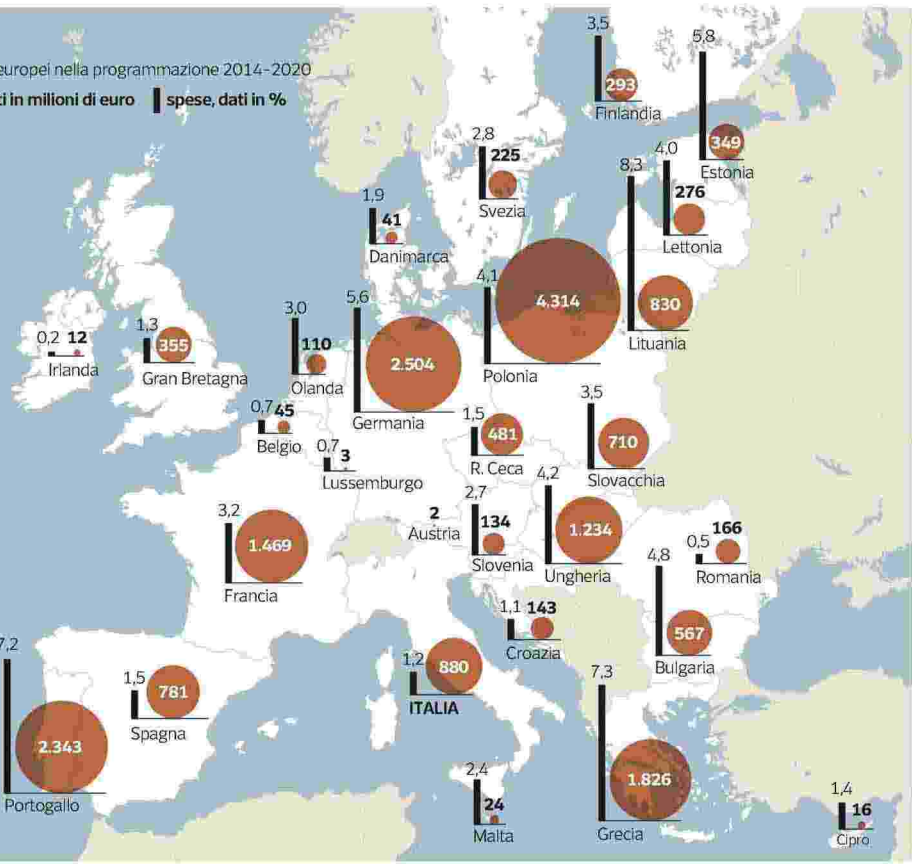 3,5
5,8
europei nella programmazione 2014-2020
ti in milioni di euro spese, dati in %
293
Finlandia
2,8
225
Svezia
349
Estonia
8,3
4,0
276
Lettonia
1,9
41
Danimarca
4,1
4.314
Polonia
830
Lituania
3,0
110
Olanda
5,6
2.504
Germania
0,2
12
Irlanda
1,3
355
Gran Bretagna
0,7
45
Belgio
0,7
3
Lussemburgo
1,5
481
R. Ceca
3,5
710
Slovacchia
3,2
1.469
Francia
2
Austria
2,7
134
Slovenia
4,2
1.234
Ungheria
0,5
166
Romania
4,8
567
Bulgaria
1,1
143
Croazia
7,2
2.343
Portogallo
1,5
781
Spagna
1,2
880
ITALIA
7,3
1.826
Grecia
2,4
24
Malta
1,4
16
Cipro